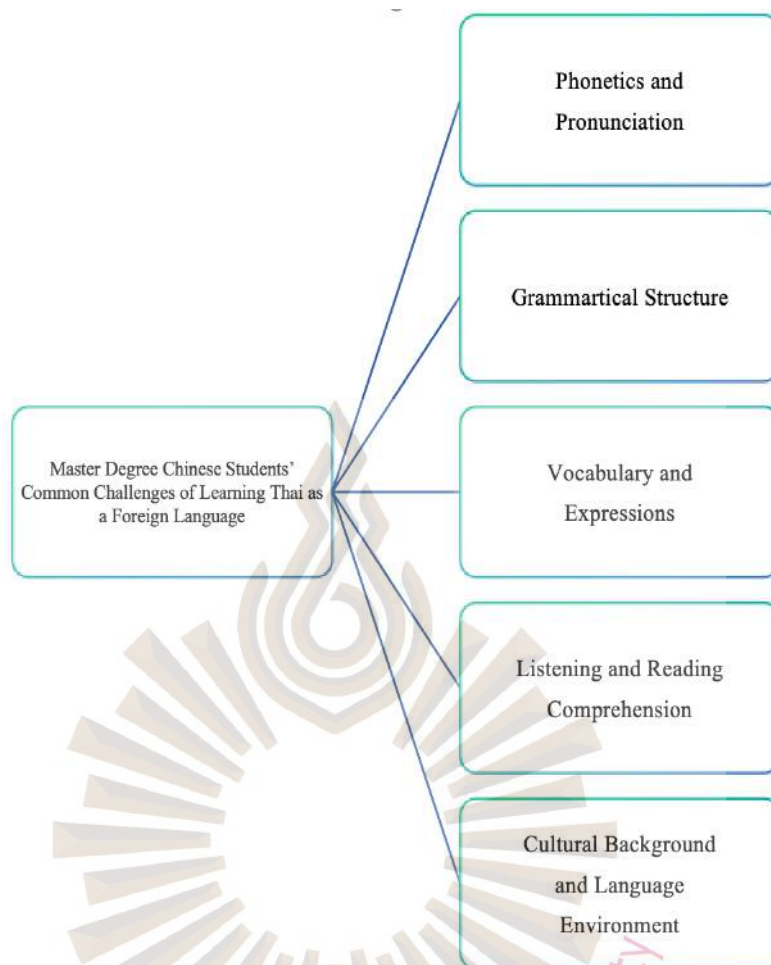 Phonetics and
Pronunciation
Grammartical Structure
Master Degree Chinese Students’
Common Challenges of Learning Thai as
a Foreign Language
Vocabulary and
Expressions
Listening and Reading
Comprehension
Cultural Background
and Language
Environment